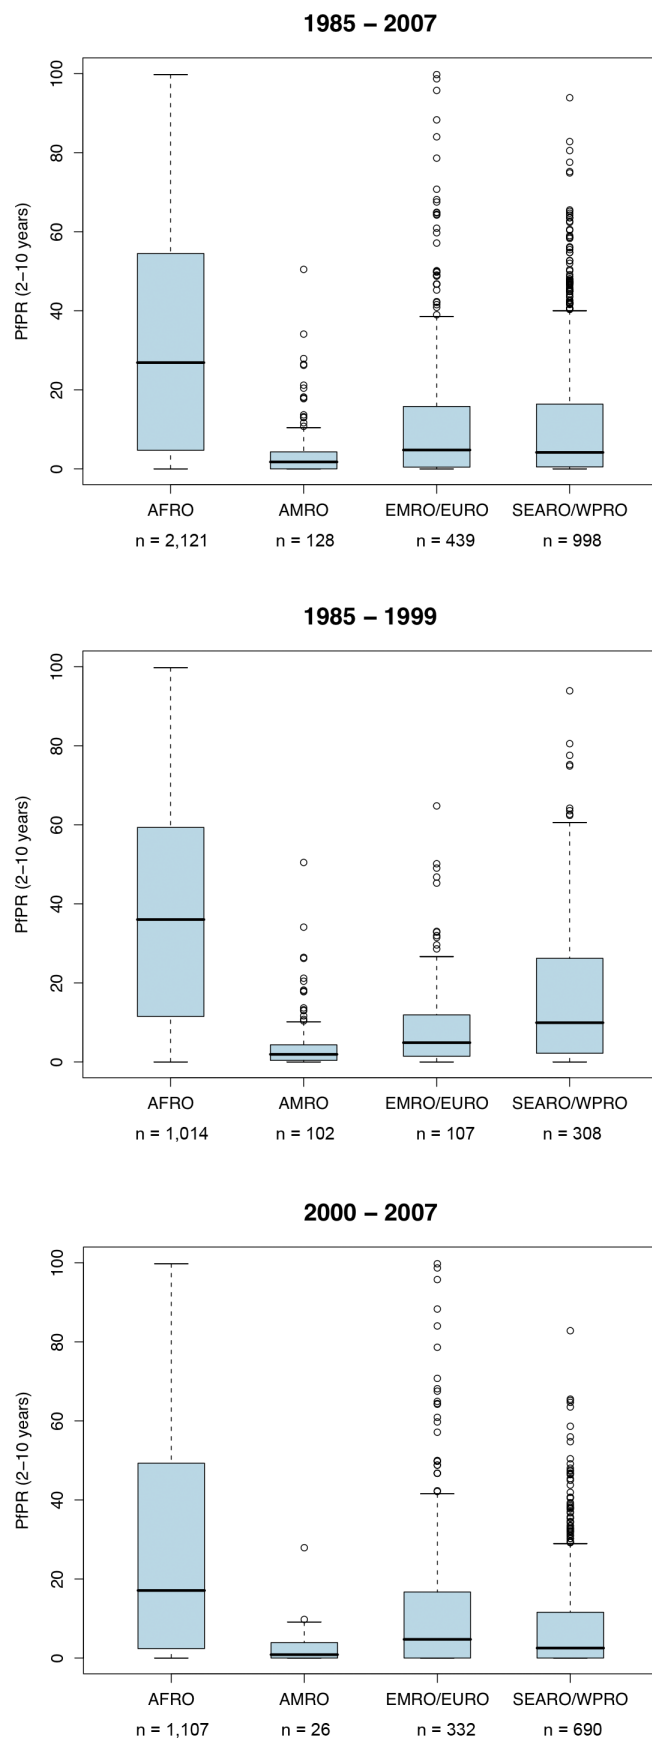 1985 – 2007
PfPR (2–10 years)
100
80
60
40
20
0
AFRO AMRO EMRO/EURO SEARO/WPRO
n = 2,121 n = 128 n = 439 n = 998
1985 – 1999
PfPR (2–10 years)
100
80
60
40
20
0
AFRO AMRO EMRO/EURO SEARO/WPRO
n = 1,014 n = 102 n = 107 n = 308
2000 – 2007
PfPR (2–10 years)
100
80
60
40
20
0
AFRO AMRO EMRO/EURO SEARO/WPRO
n = 1,107 n = 26 n = 332 n = 690